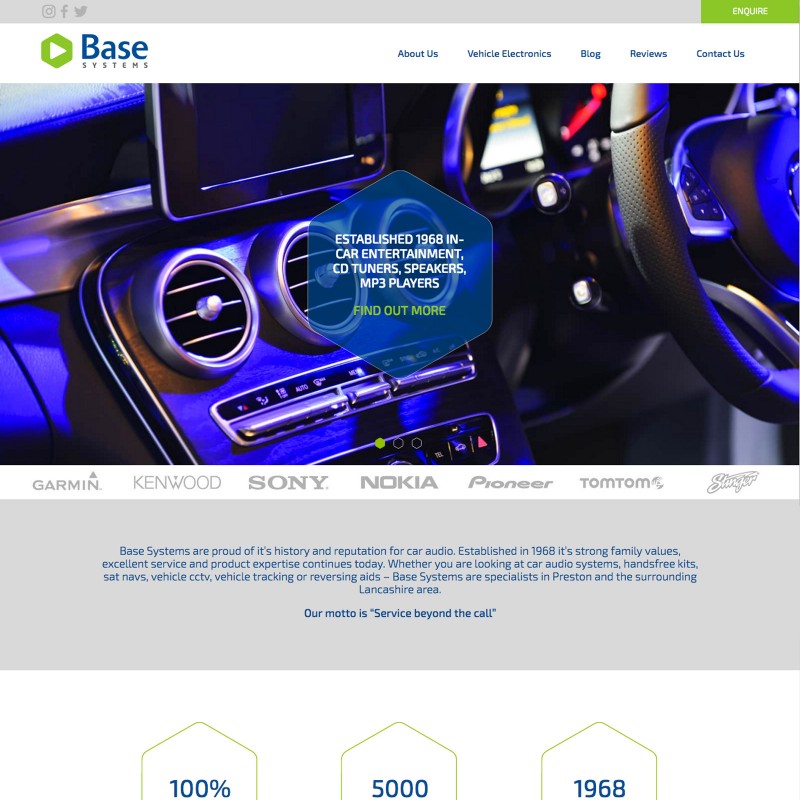 ENQUIRE
Base
SYSTEMS
About Us
Vehicle Electronics
Blog
Reviews
Contact Us
ESTABLISHED 1968 IN-
CAR ENTERTAINMENT,
CD TUNERS, SPEAKERS,
MP3 PLAYERS
FIND OUT MORE
AUTO
MENU
TEL
GARMIN
KENWOOD
SONY
NOKIA
Pioneer
TOMTOM
Stinger
Base Systems are proud of it's history and reputation for car audio. Established in 1968 it's strong family values,
excellent service and product expertise continues today. Whether you are looking at car audio systems, handsfree kits,
sat navs, vehicle cctv, vehicle tracking or reversing aids – Base Systems are specialists in Preston and the surrounding
Lancashire area.
Our motto is "Service beyond the call"
100%
5000
1968